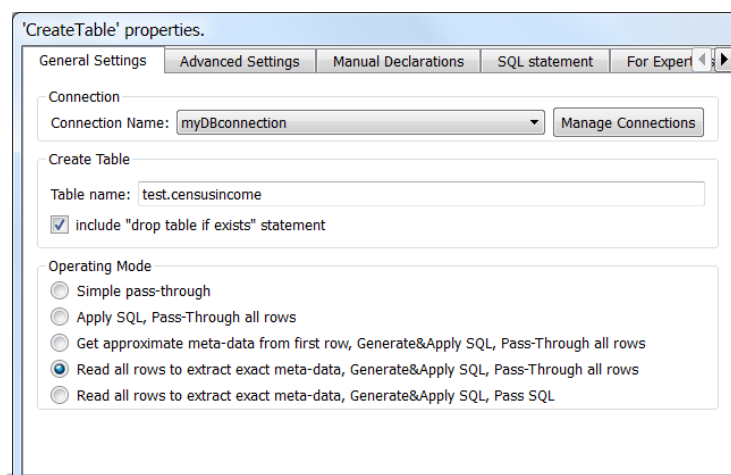 'CreateTable' properties.
General Settings Advanced Settings Manual Declarations SQL statement For Expert
Connection
Connection Name: myDBconnection Manage Connections
Create Table
Table name: test.censusincome
include "drop table if exists" statement
Operating Mode
Simple pass-through
Apply SQL, Pass-Through all rows
Get approximate meta-data from first row, Generate&Apply SQL, Pass-Through all rows
Read all rows to extract exact meta-data, Generate&Apply SQL, Pass-Through all rows
Read all rows to extract exact meta-data, Generate&Apply SQL, Pass SQL